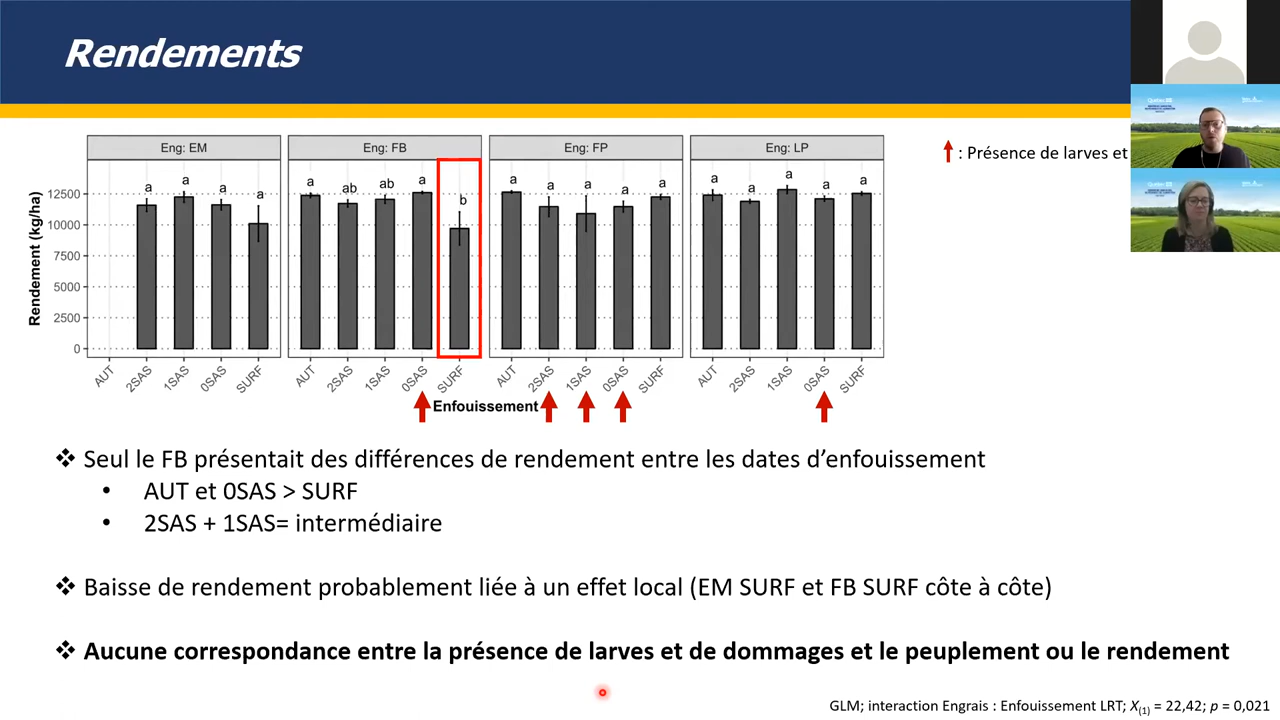 Rendements
: Présence de larves et
Eng: EM
Eng: FB
Eng: FP
Eng: LP
Rendement (kg/ha)
12500
10000
7500
5000
2500
0
a a a a
a ab ab a b
a a a a a
a a a a a
AUT 2SAS 1SAS 0SAS SURF
AUT 2SAS 1SAS 0SAS SURF
AUT 2SAS 1SAS 0SAS SURF
AUT 2SAS 1SAS 0SAS SURF
Enfouissement
❖ Seul le FB présentait des différences de rendement entre les dates d’enfouissement
• AUT et 0SAS > SURF
• 2SAS + 1SAS= intermédiaire
❖ Baisse de rendement probablement liée à un effet local (EM SURF et FB SURF côte à côte)
❖ Aucune correspondance entre la présence de larves et de dommages et le peuplement ou le rendement
GLM; interaction Engrais : Enfouissement LRT; X(1) = 22,42; p = 0,021
Québec
Québec